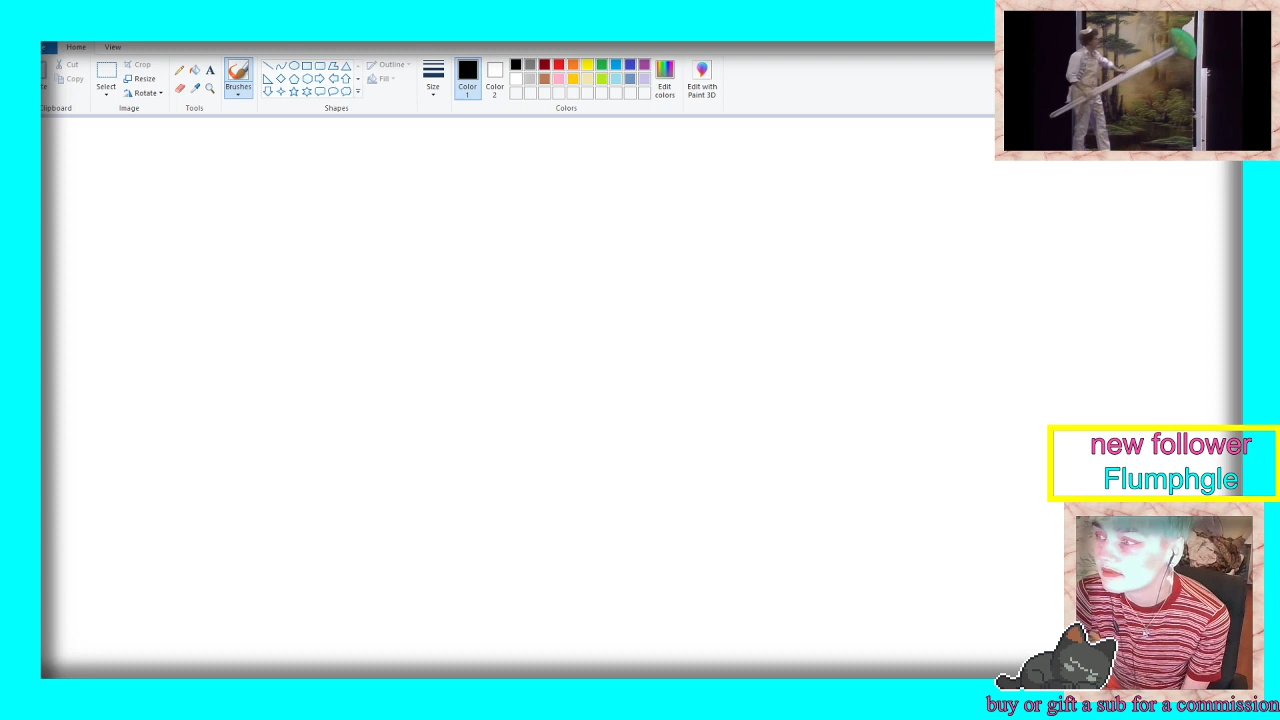 Home View
Cut
Copy
Clipboard
Select
Crop
Resize
Rotate
Image
Tools
Brushes
Shapes
Outline
Fill
Size
Color 1
Color 2
Colors
Edit colors
Edit with Paint 3D
new follower
Flumphgle
buy or gift a sub for a commission